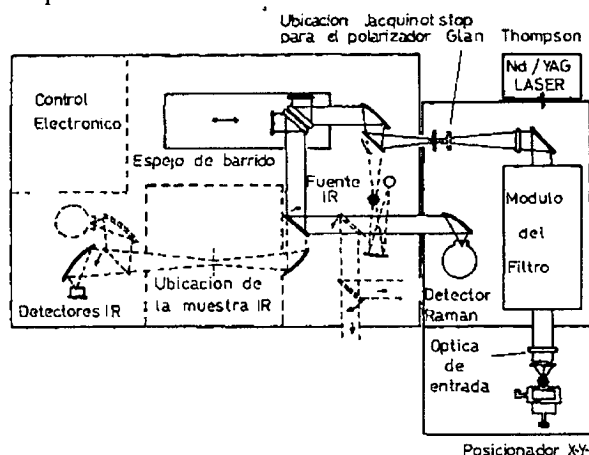 Ubicacion Jacquinot stop
para el polarizador Glan Thompson
Nd/YAG
LASER
Control
Electronico
Espejo de barrido
Fuente
IR
Modulo
del
Filtro
Ubicacion de
la muestra IR
Detectores IR
Detector
Raman
Optica
de
entrada
Posicionador X-Y-